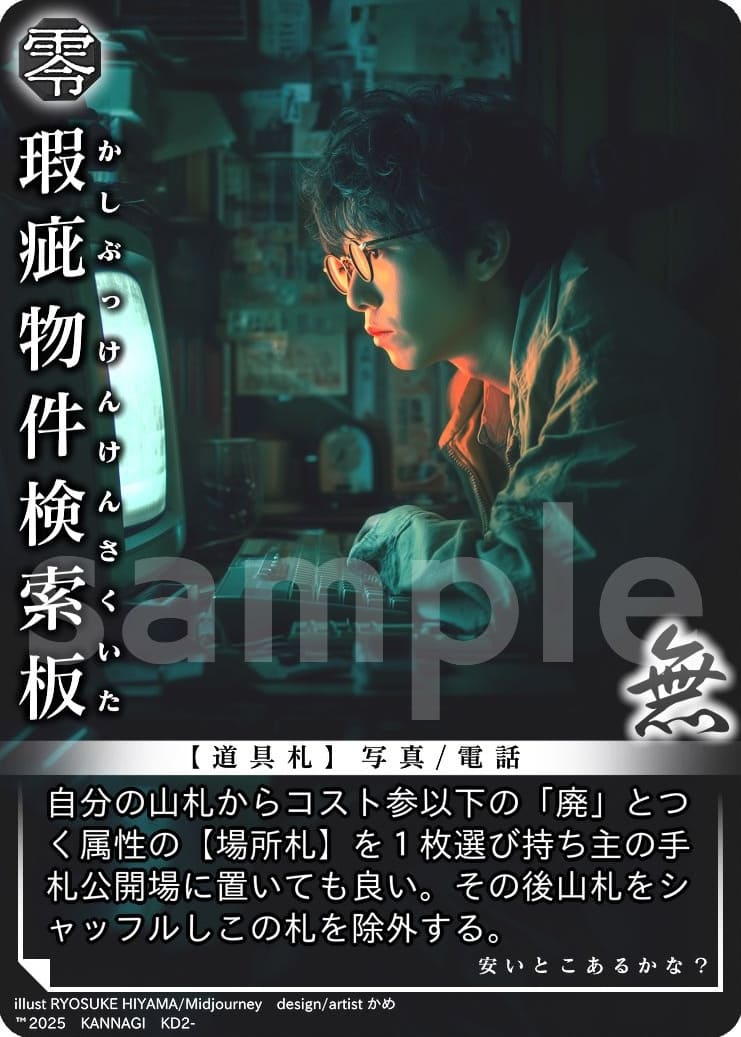 零
瑕疵物件検索板
かしぶっけんけんさくいた
sample
無
【道具札】写真/電話
自分の山札からコスト参以下の「廃」とつ
く属性の【場所札】を１枚選び持ち主の手
札公開場に置いても良い。その後山札をシ
ャッフルしこの札を除外する。
安いとこあるかな？
illust RYOSUKE HIYAMA/Midjourney design/artist かめ
™2025 KANNAGI KD2-